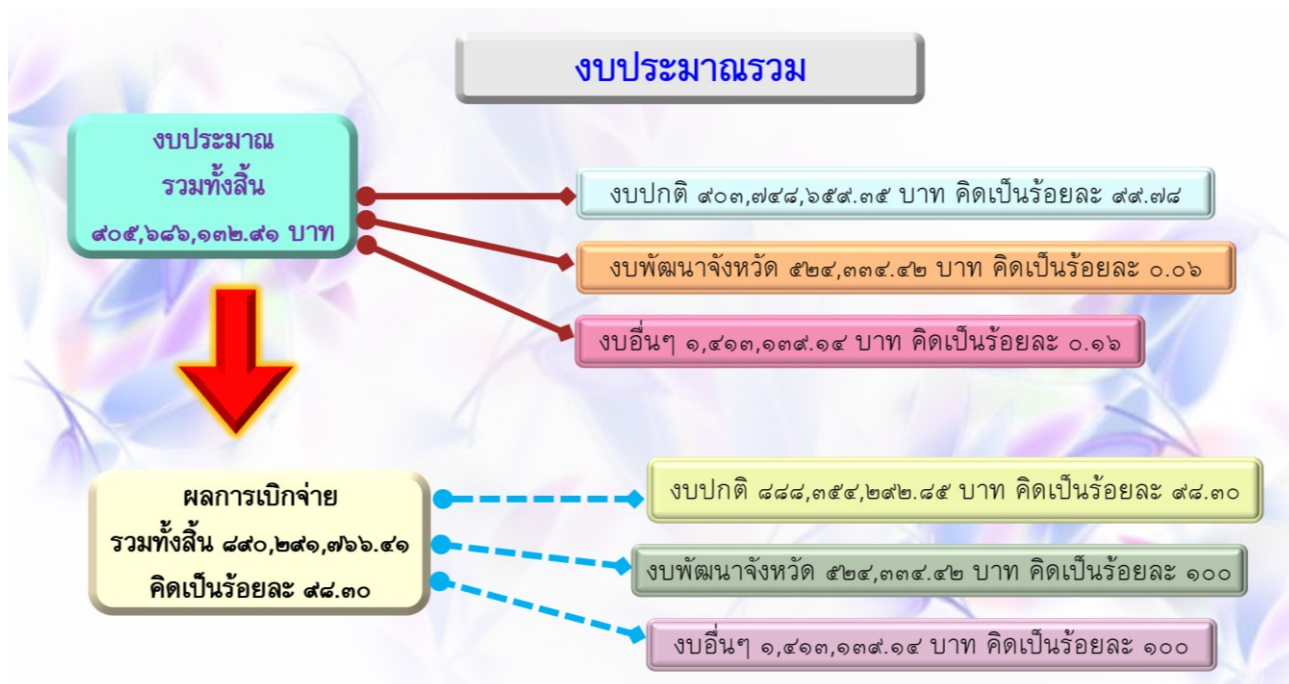 งบประมาณรวม
งบประมาณ
รวมทั้งสิ้น
๙๐๕,๖๘๖,๑๓๒.๙๑ บาท
งบปกติ ๙๐๓,๗๔๘,๖๕๙.๓๕ บาท คิดเป็นร้อยละ ๙๙.๗๘
งบพัฒนาจังหวัด ๕๒๔,๓๓๔.๔๒ บาท คิดเป็นร้อยละ ๐.๐๖
งบอื่นๆ ๑,๔๑๓,๑๓๙.๑๔ บาท คิดเป็นร้อยละ ๐.๑๖
ผลการเบิกจ่าย
รวมทั้งสิ้น ๘๙๐,๒๙๑,๗๖๖.๔๑
คิดเป็นร้อยละ ๙๘.๓๐
งบปกติ ๘๘๘,๓๕๔,๒๙๒.๘๕ บาท คิดเป็นร้อยละ ๙๘.๓๐
งบพัฒนาจังหวัด ๕๒๔,๓๓๔.๔๒ บาท คิดเป็นร้อยละ ๑๐๐
งบอื่นๆ ๑,๔๑๓,๑๓๙.๑๔ บาท คิดเป็นร้อยละ ๑๐๐